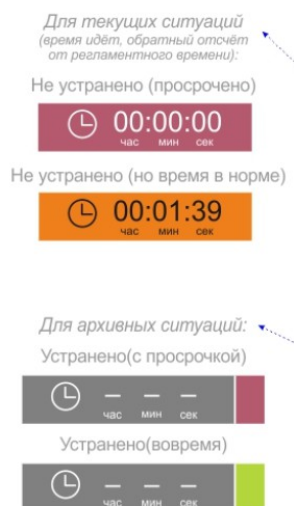 Для текущих ситуаций
(время идёт, обратный отсчёт
от регламентного времени):
Не устранено (просрочено)
00:00:00
час мин сек
Не устранено (но время в норме)
00:01:39
час мин сек
Для архивных ситуаций:
Устранено(с просрочкой)
– – –
час мин сек
Устранено(вовремя)
– – –
час мин сек